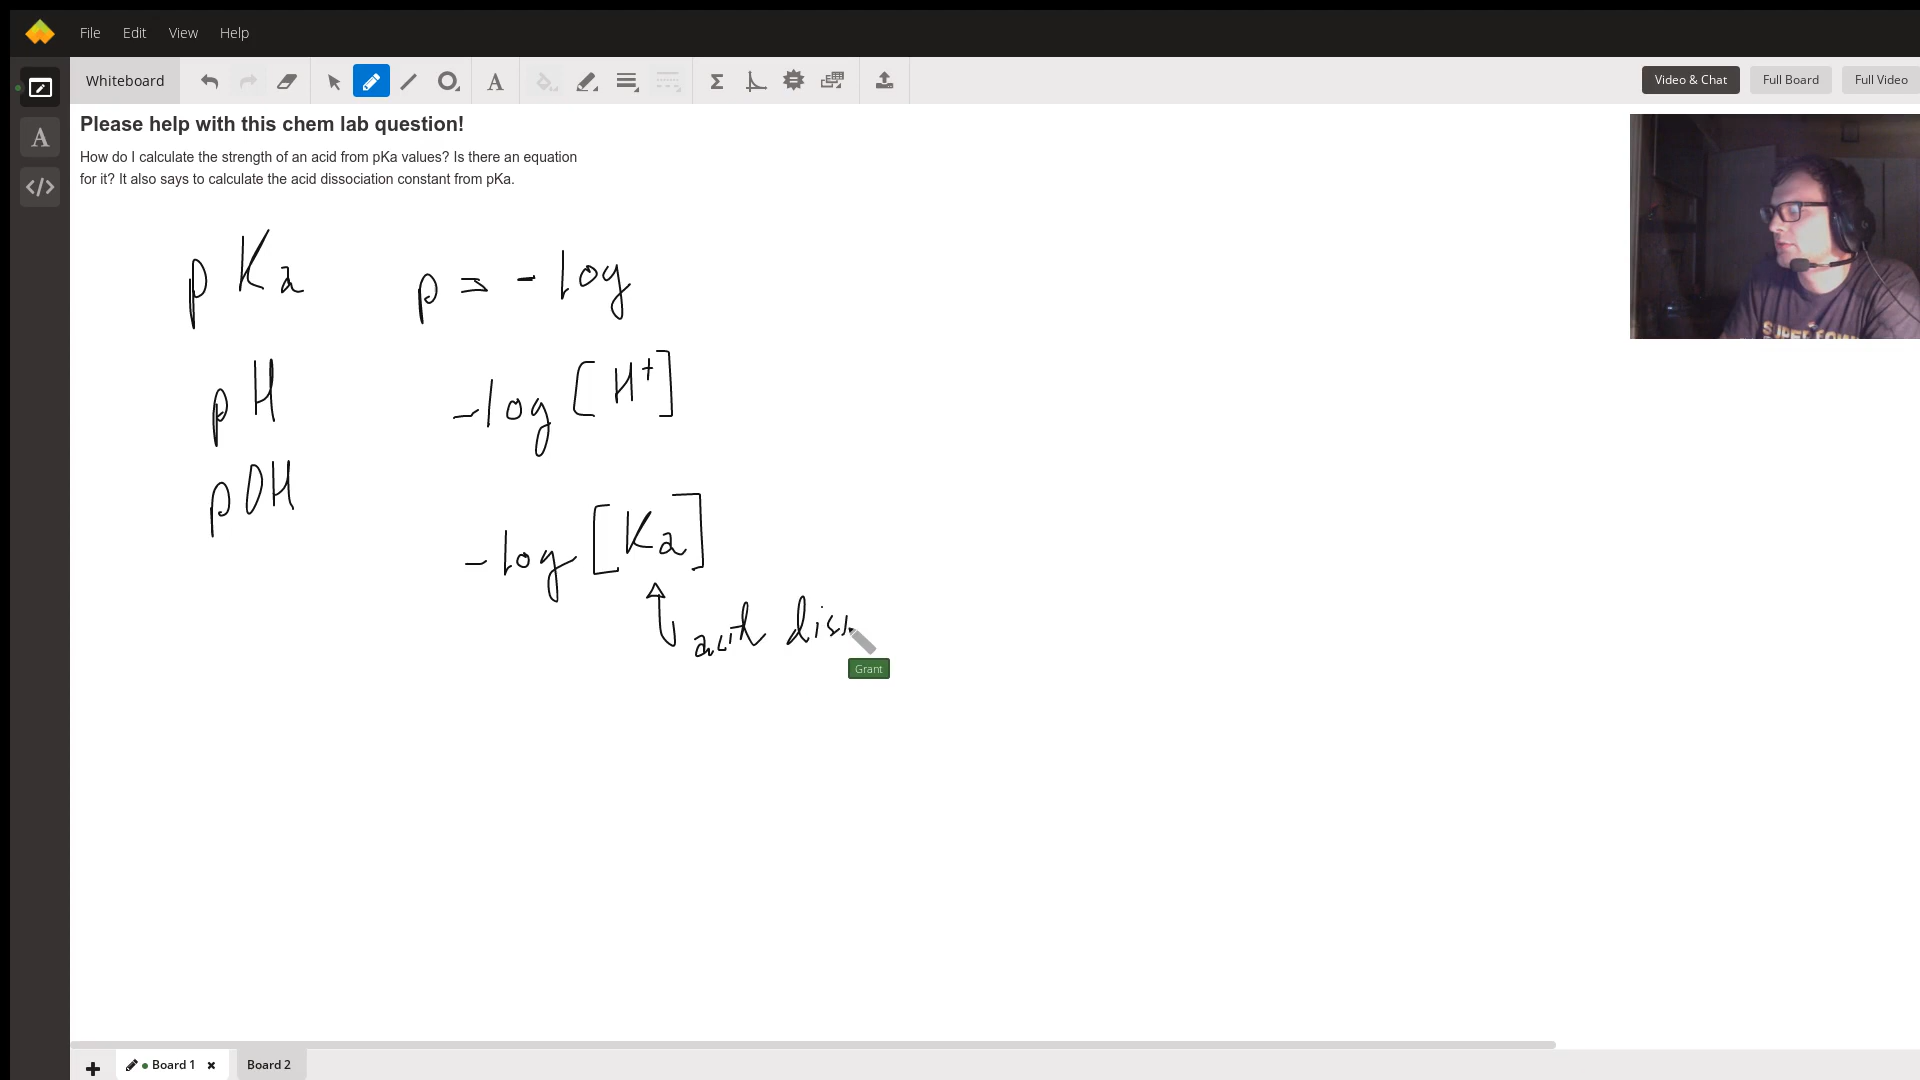 File Edit View Help
Whiteboard
Video & Chat Full Board Full Video
Please help with this chem lab question!
How do I calculate the strength of an acid from pKa values? Is there an equation
for it? It also says to calculate the acid dissociation constant from pKa.
pKa p = -log
pH -log [H+]
pOH
-log [Ka]
acid diss
Grant
Board 1 Board 2